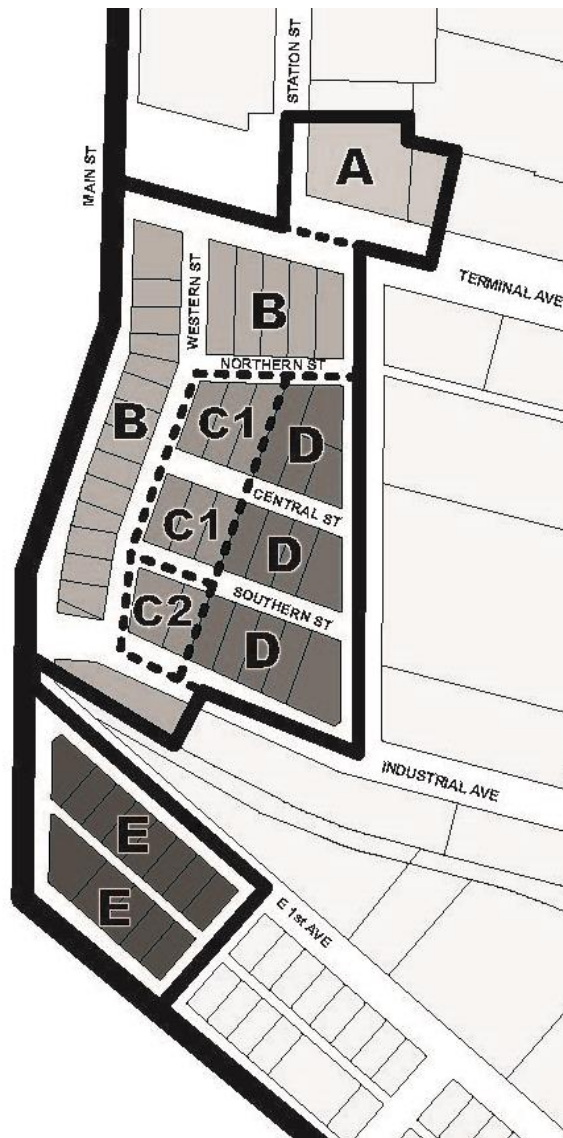 STATION ST
MAIN ST
A
WESTERN ST
TERMINAL AVE
B
NORTHERN ST
B
C1
D
CENTRAL ST
C1
D
C2
SOUTHERN ST
D
INDUSTRIAL AVE
E
E
E 1st AVE